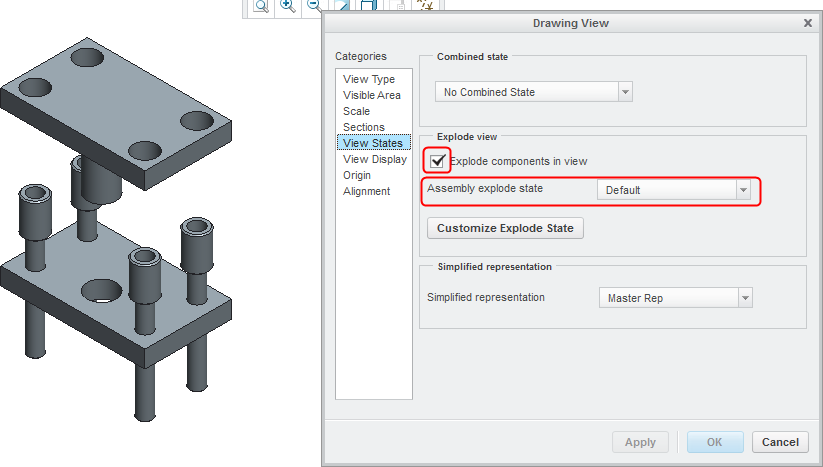 Drawing View
Categories
View Type
Visible Area
Scale
Sections
View States
View Display
Origin
Alignment
Combined state
No Combined State
Explode view
Explode components in view
Assembly explode state Default
Customize Explode State
Simplified representation
Simplified representation Master Rep
Apply OK Cancel